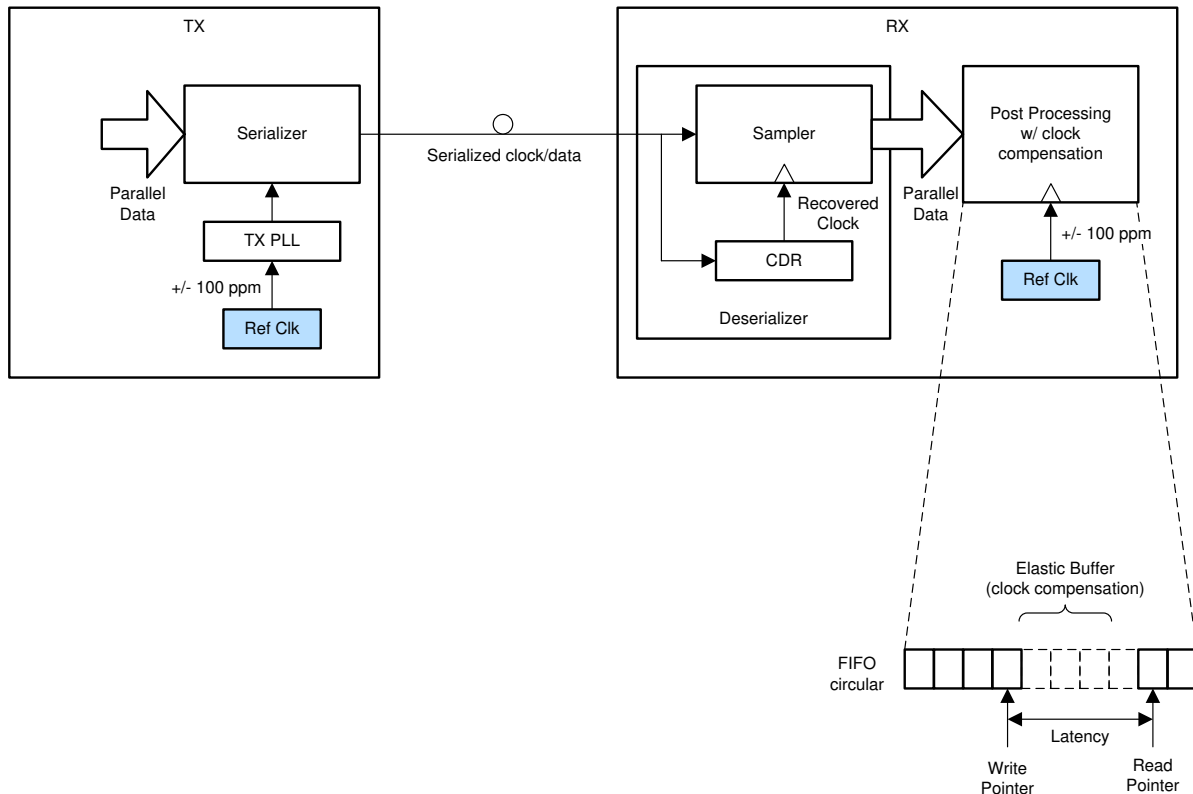 TX
Serializer
Parallel
Data
TX PLL
+/- 100 ppm
Ref Clk
Serialized clock/data
RX
Sampler
Recovered
Clock
CDR
Deserializer
Parallel
Data
Post Processing
w/ clock
compensation
+/- 100 ppm
Ref Clk
Elastic Buffer
(clock compensation)
FIFO
circular
Latency
Write
Pointer
Read
Pointer